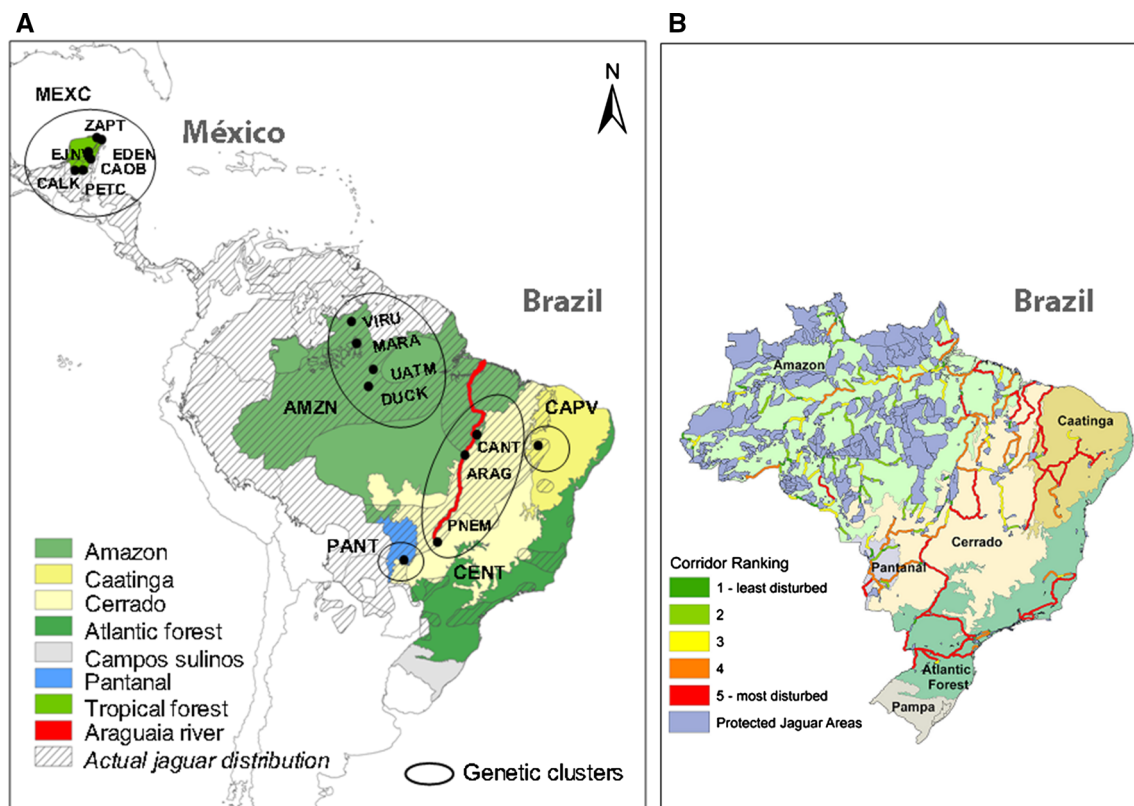 A
B
N
MEXC
México
ZAPT
EJN
EDEN
CAOB
CALK
PETC
Brazil
VIRU
MARA
UATM
DUCK
AMZN
CAPV
CANT
ARAG
PNEM
PANT
CENT
Amazon
Caatinga
Cerrado
Atlantic forest
Campos sulinos
Pantanal
Tropical forest
Araguaia river
Actual jaguar distribution
Genetic clusters
Brazil
Amazon
Caatinga
Cerrado
Pantanal
Atlantic
Forest
Pampa
Corridor Ranking
1 - least disturbed
2
3
4
5 - most disturbed
Protected Jaguar Areas